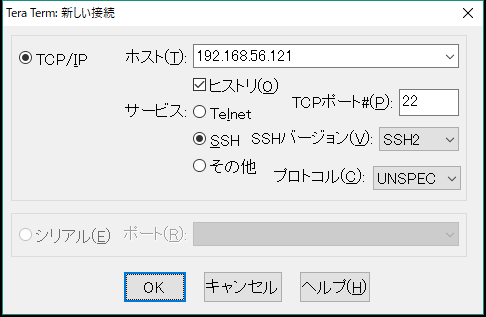 Tera Term: 新しい接続
TCP/IP
ホスト(T): 192.168.56.121
ヒストリ(O)
サービス: Telnet
TCPポート#(P): 22
SSH
SSHバージョン(V): SSH2
その他
プロトコル(C): UNSPEC
シリアル(E)
ポート(R):
OK
キャンセル
ヘルプ(H)